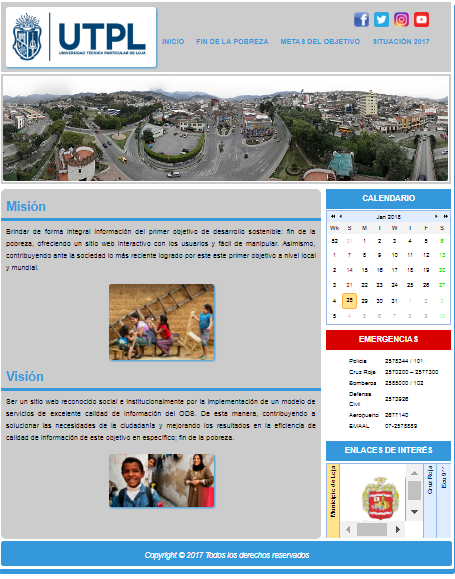 UTPL
UNIVERSIDAD TÉCNICA PARTICULAR DE LOJA
INICIO FIN DE LA POBREZA META 8 DEL OBJETIVO SITUACIÓN 2017
Misión
Brindar de forma integral información del primer objetivo de desarrollo sostenible: fin de la
pobreza, ofreciendo un sitio web interactivo con los usuarios y fácil de manipular. Asimismo,
contribuyendo ante la sociedad lo más reciente logrado por este este primer objetivo a nivel local
y mundial.
Visión
Ser un sitio web reconocido social e institucionalmente por la implementación de un modelo de
servicios de excelente calidad de información del ODS. De esta manera, contribuyendo a
solucionar las necesidades de la ciudadanía y mejorando los resultados en la eficiencia de
calidad de información de este objetivo en específico; fin de la pobreza.
CALENDARIO
Jan 2018
Wk S M T W T F S
52 31 1 2 3 4 5 6
1 7 8 9 10 11 12 13
2 14 15 16 17 18 19 20
3 21 22 23 24 25 26 27
4 28 29 30 31 1 2 3
5 4 5 6 7 8 9 10
EMERGENCIAS
Policía 2578344 / 101
Cruz Roja 2570200 – 2577300
Bomberos 2585000 / 102
Defensa
Civil 2572926
Aeropuerto 2677140
EMAAL 07-2578859
ENLACES DE INTERÉS
Municipio de Loja
Cruz Roja
Copyright © 2017 Todos los derechos reservados